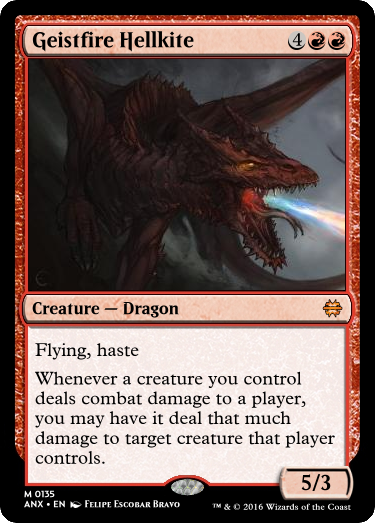 Geistfire Hellkite 4
Creature — Dragon
Flying, haste
Whenever a creature you control
deals combat damage to a player,
you may have it deal that much
damage to target creature that player
controls.
5/3
M 0135
ANX • EN Felipe Escobar Bravo
™ & © 2016 Wizards of the Coast